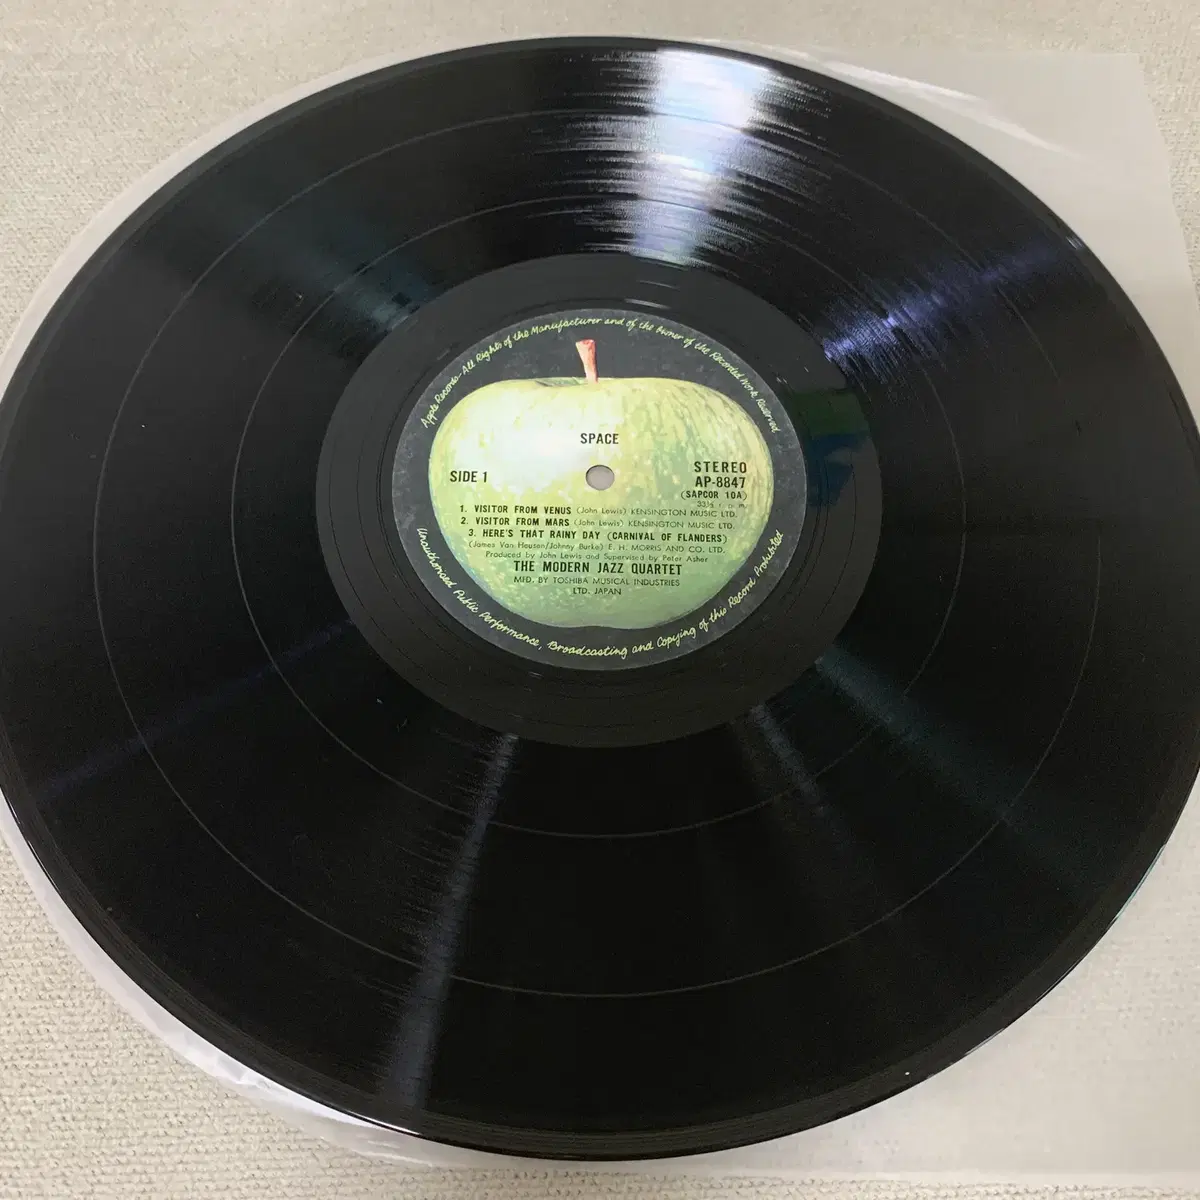 Apple Records-All Rights of the Manufacturer and of the Owner of the Recorded Work Reserved
SPACE
SIDE 1
STEREO
AP-8847
(SAPCOR 10A)
33⅓ r. p. m.
1. VISITOR FROM VENUS (John Lewis) KENSINGTON MUSIC LTD.
2. VISITOR FROM MARS (John Lewis) KENSINGTON MUSIC LTD.
3. HERE'S THAT RAINY DAY (CARNIVAL OF FLANDERS)
(James Van Heusen/Johnny Burke) E. H. MORRIS AND CO. LTD.
Produced by John Lewis and Supervised by Peter Asher
THE MODERN JAZZ QUARTET
MFD. BY TOSHIBA MUSICAL INDUSTRIES
LTD. JAPAN
Unauthorised Public Performance, Broadcasting and Copying of this Record Prohibited